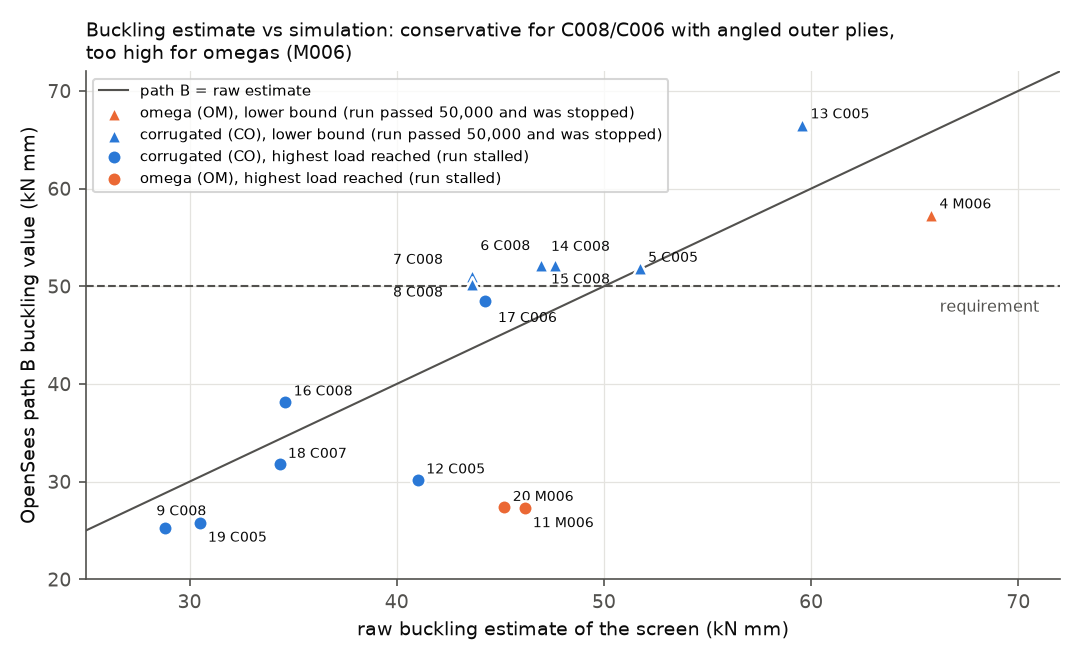 Buckling estimate vs simulation: conservative for C008/C006 with angled outer plies,
too high for omegas (M006)
path B = raw estimate
omega (OM), lower bound (run passed 50,000 and was stopped)
corrugated (CO), lower bound (run passed 50,000 and was stopped)
corrugated (CO), highest load reached (run stalled)
omega (OM), highest load reached (run stalled)
OpenSees path B buckling value (kN mm)
70
60
50
40
30
20
13 C005
4 M006
6 C008
14 C008
7 C008
5 C005
15 C008
8 C008
requirement
17 C006
16 C008
18 C007
12 C005
20 M006
9 C008
11 M006
19 C005
30
40
50
60
70
raw buckling estimate of the screen (kN mm)